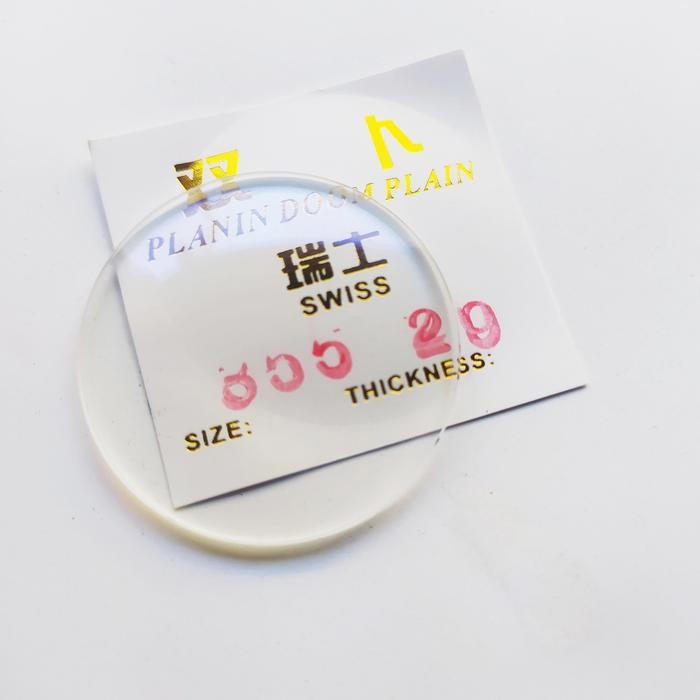 双 八
PLANIN DOOM PLAIN
瑞士
SWISS
29
SIZE: THICKNESS: